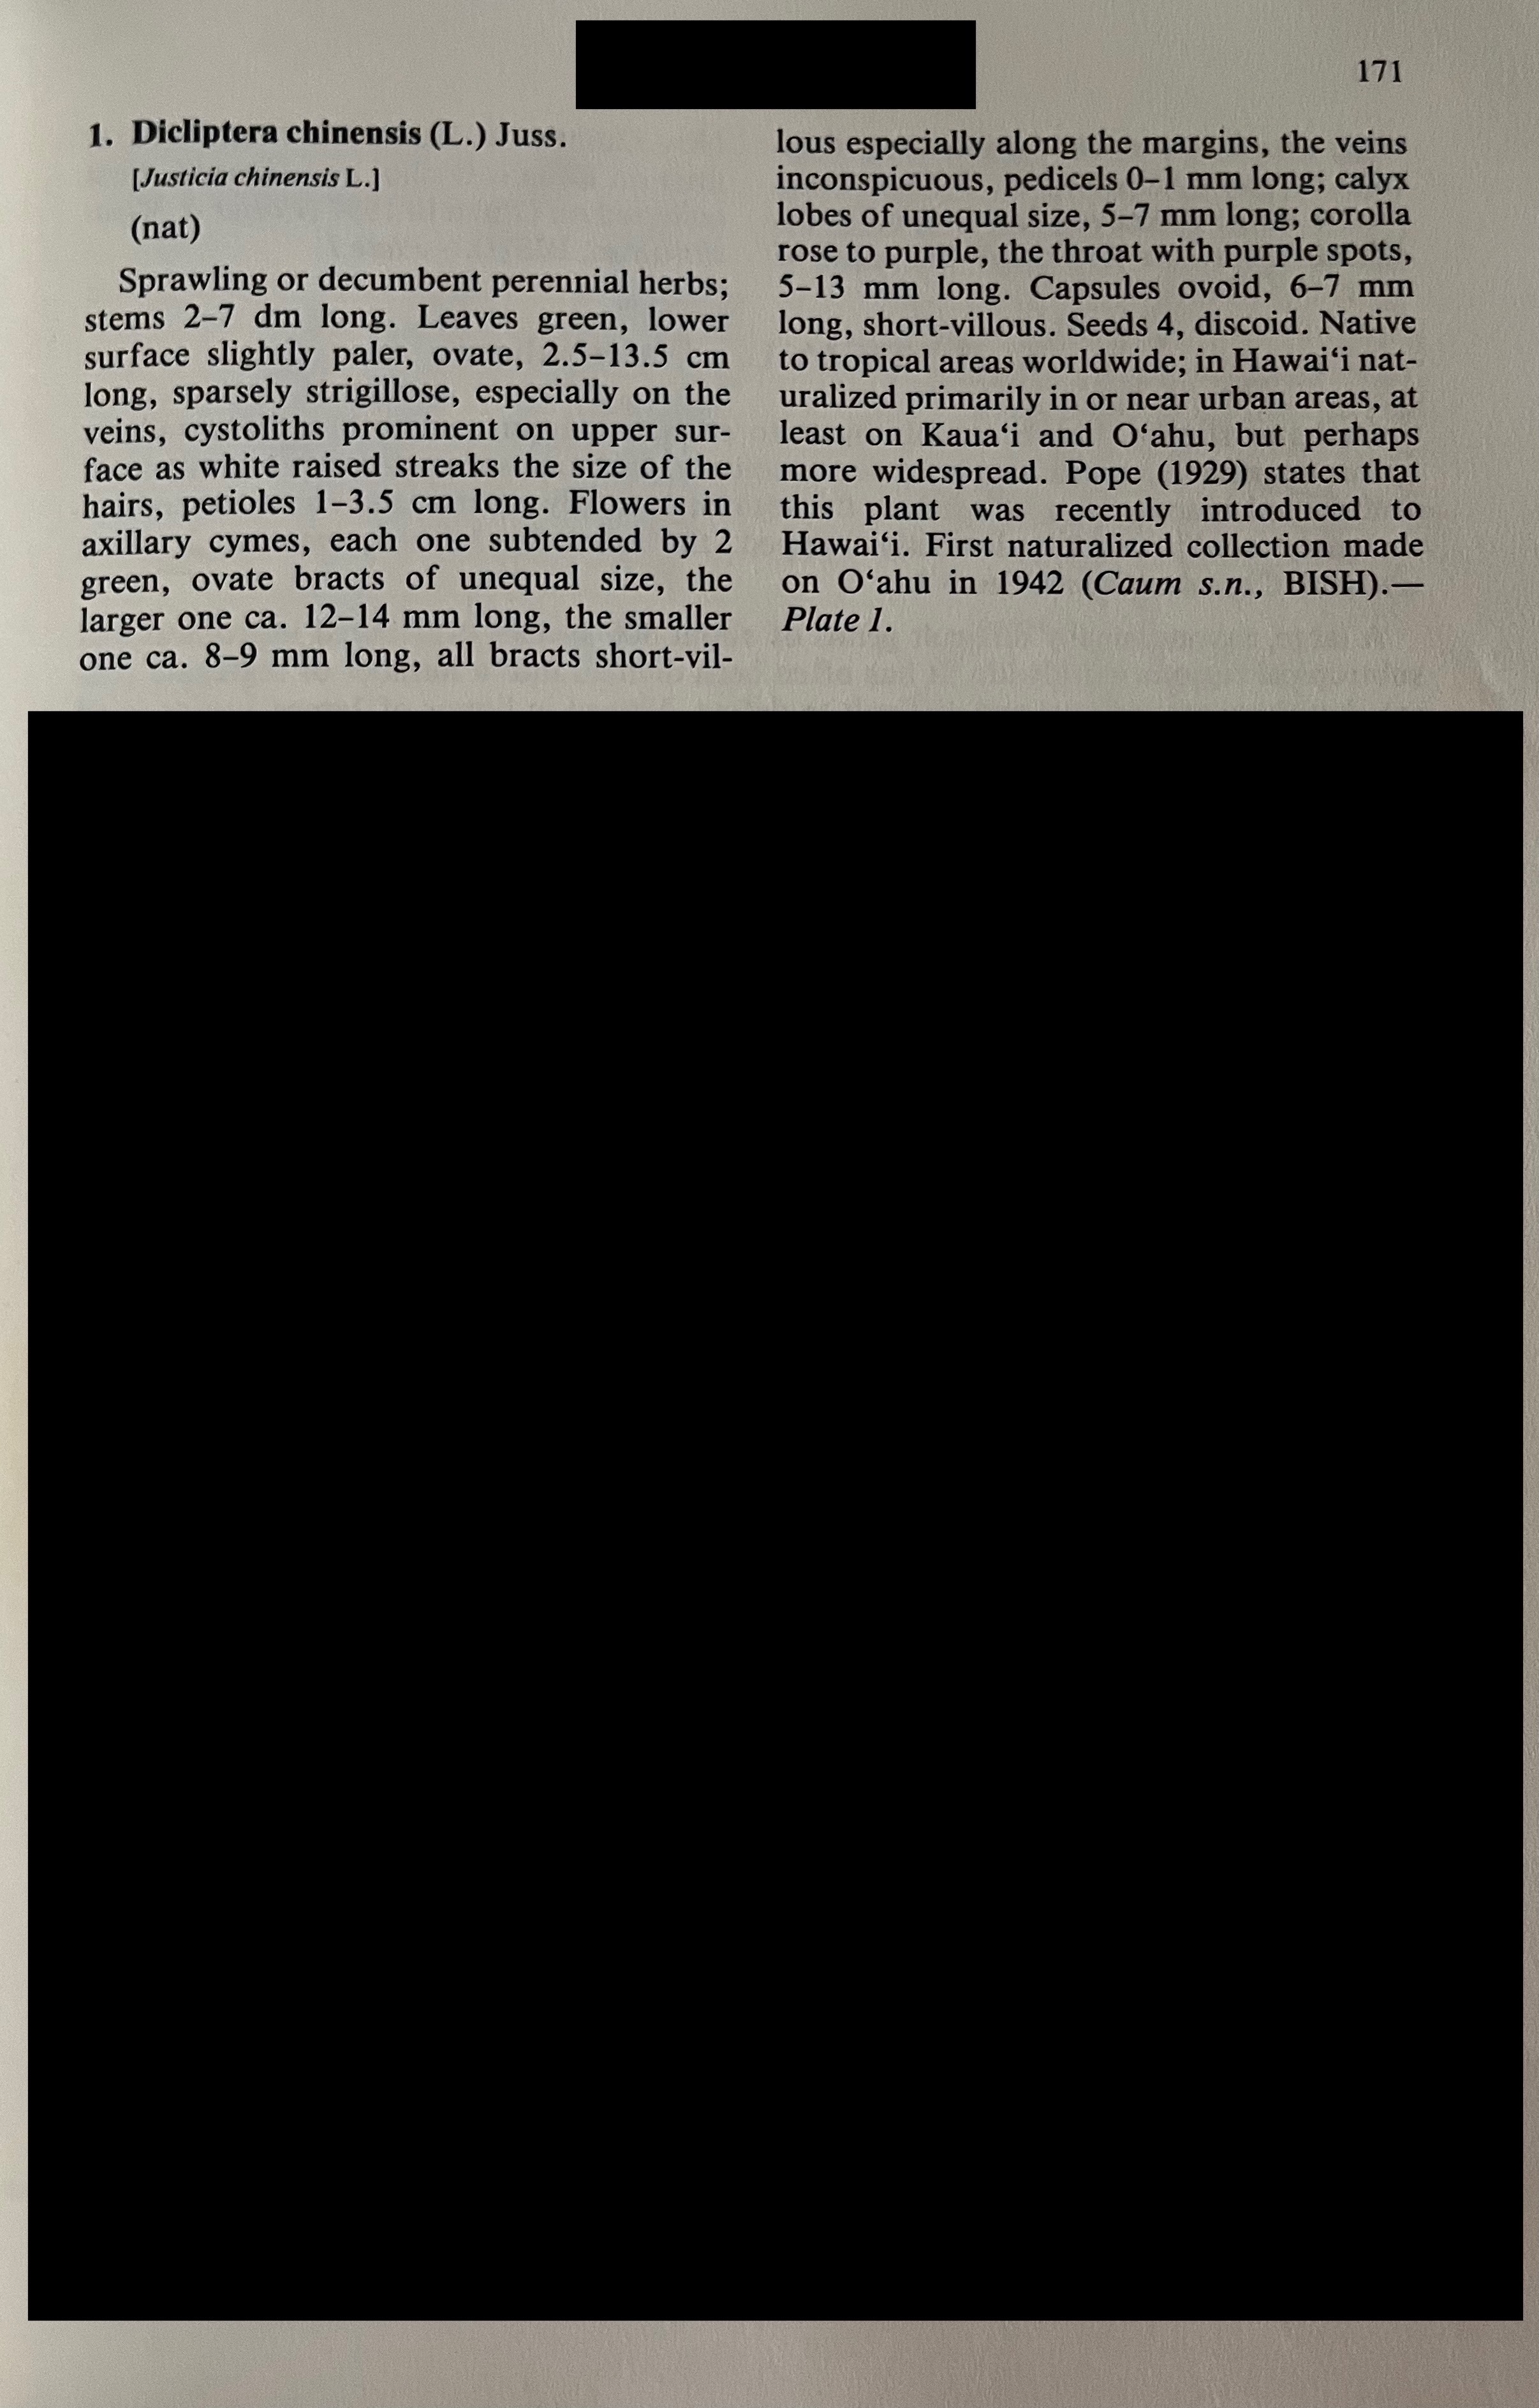 171
1. Dicliptera chinensis (L.) Juss.
[Justicia chinensis L.]
(nat)
Sprawling or decumbent perennial herbs;
stems 2–7 dm long. Leaves green, lower
surface slightly paler, ovate, 2.5–13.5 cm
long, sparsely strigillose, especially on the
veins, cystoliths prominent on upper sur-
face as white raised streaks the size of the
hairs, petioles 1–3.5 cm long. Flowers in
axillary cymes, each one subtended by 2
green, ovate bracts of unequal size, the
larger one ca. 12–14 mm long, the smaller
one ca. 8–9 mm long, all bracts short-vil-
lous especially along the margins, the veins
inconspicuous, pedicels 0–1 mm long; calyx
lobes of unequal size, 5–7 mm long; corolla
rose to purple, the throat with purple spots,
5–13 mm long. Capsules ovoid, 6–7 mm
long, short-villous. Seeds 4, discoid. Native
to tropical areas worldwide; in Hawai‘i nat-
uralized primarily in or near urban areas, at
least on Kaua‘i and O‘ahu, but perhaps
more widespread. Pope (1929) states that
this plant was recently introduced to
Hawai‘i. First naturalized collection made
on O‘ahu in 1942 (Caum s.n., BISH).—
Plate 1.